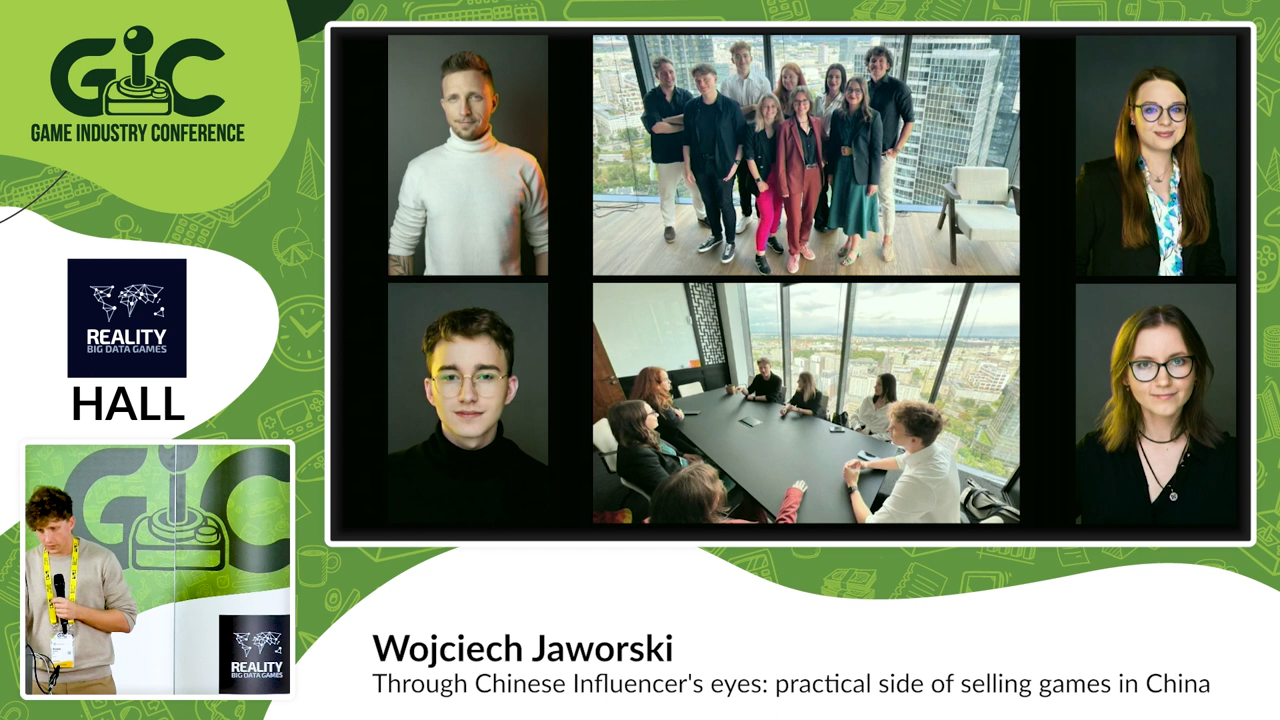 GiC
GAME INDUSTRY CONFERENCE
REALITY
BIG DATA GAMES
HALL
GiC
REALITY
BIG DATA GAMES
Wojciech Jaworski
Through Chinese Influencer's eyes: practical side of selling games in China